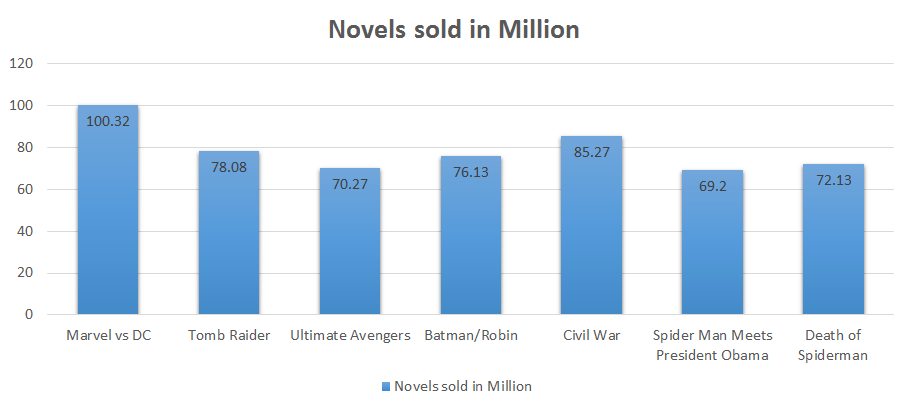 Novels sold in Million
120
100
80
60
40
20
0
100.32
78.08
70.27
76.13
85.27
69.2
72.13
Marvel vs DC
Tomb Raider
Ultimate Avengers
Batman/Robin
Civil War
Spider Man Meets
President Obama
Death of
Spiderman
Novels sold in Million